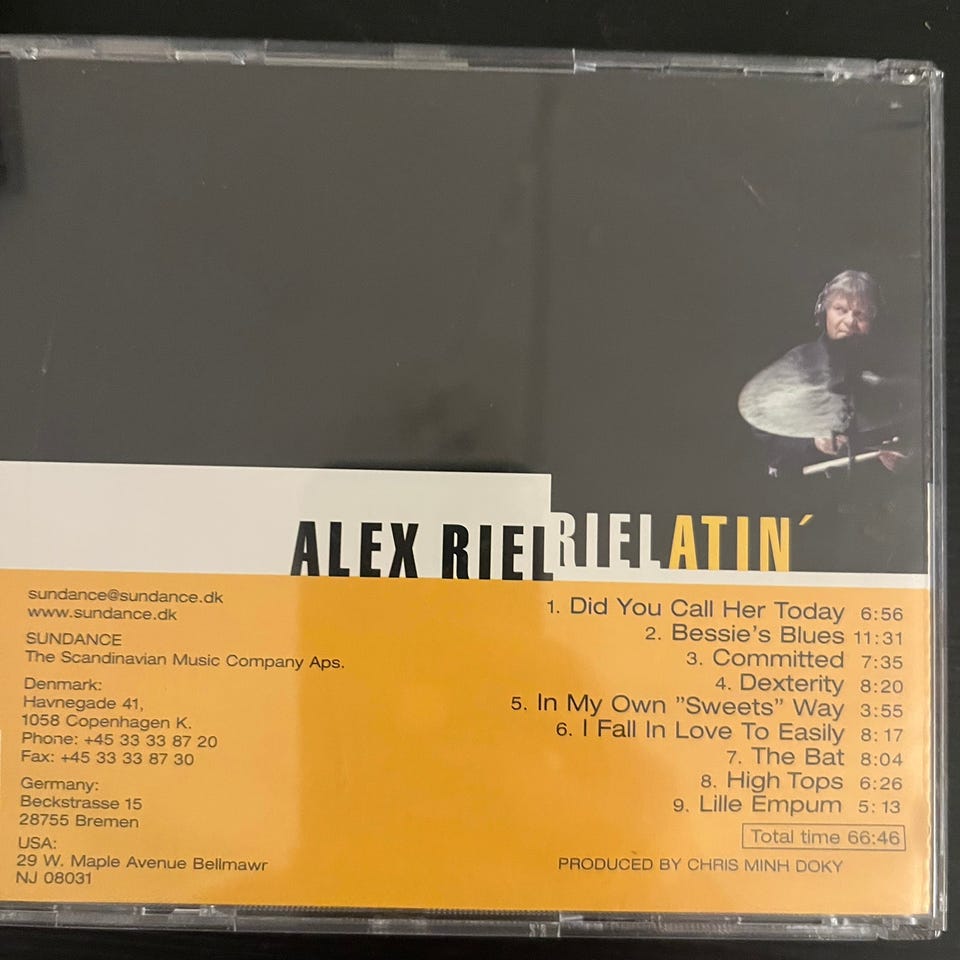 ALEX RIEL RIELATIN´
sundance@sundance.dk
www.sundance.dk
SUNDANCE
The Scandinavian Music Company Aps.
Denmark:
Havnegade 41,
1058 Copenhagen K.
Phone: +45 33 33 87 20
Fax: +45 33 33 87 30
Germany:
Beckstrasse 15
28755 Bremen
USA:
29 W. Maple Avenue Bellmawr
NJ 08031
1. Did You Call Her Today 6:56
2. Bessie's Blues 11:31
3. Committed 7:35
4. Dexterity 8:20
5. In My Own ”Sweets” Way 3:55
6. I Fall In Love To Easily 8:17
7. The Bat 8:04
8. High Tops 6:26
9. Lille Empum 5:13
Total time 66:46
PRODUCED BY CHRIS MINH DOKY